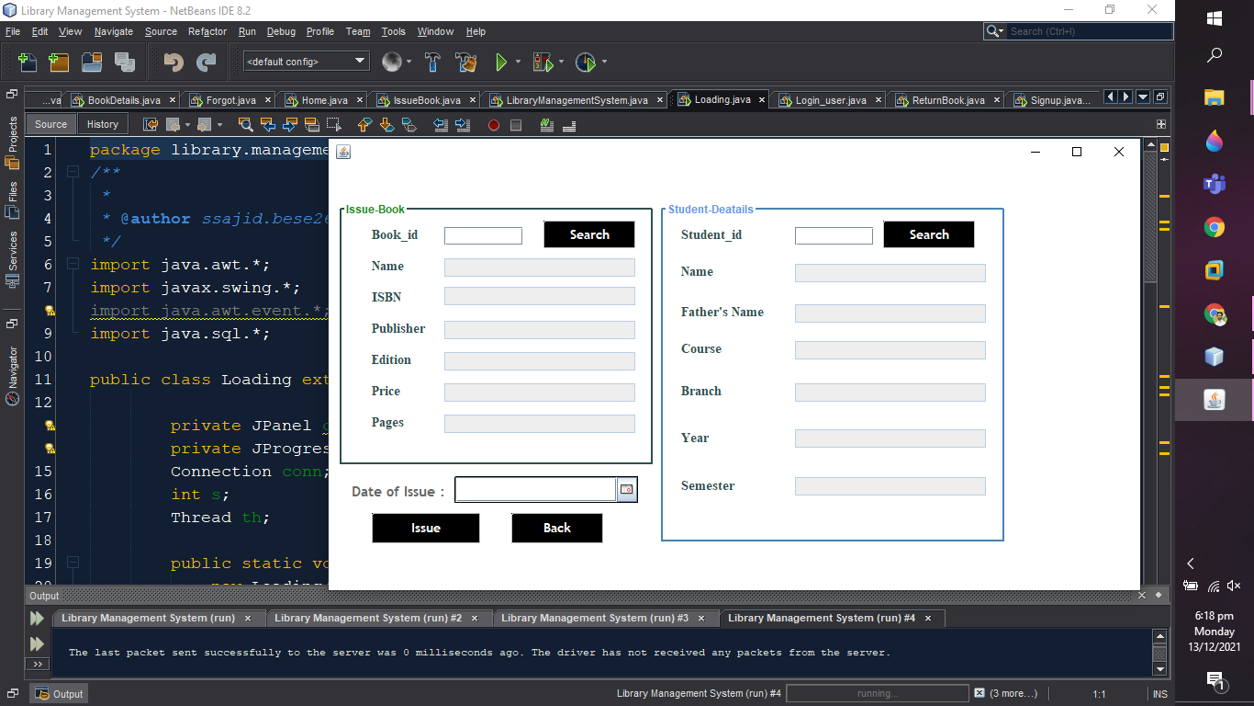 Library Management System - NetBeans IDE 8.2
File Edit View Navigate Source Refactor Run Debug Profile Team Tools Window Help
Search (Ctrl+I)
<default config>
...va BookDetails.java Forgot.java Home.java IssueBook.java LibraryManagementSystem.java Loading.java Login_user.java ReturnBook.java Signup.java...
Source History
Projects
Files
Services
Navigator
1 package library.manageme
2 /**
3 *
4 * @author ssajid.bese26
5 */
6 import java.awt.*;
7 import javax.swing.*;
import java.awt.event.*;
9 import java.sql.*;
10
11 public class Loading ext
12
private JPanel
private JProgres
15 Connection conn;
16 int s;
17 Thread th;
18
19 public static vo
20 new Loading
Issue-Book
Book_id Search
Name
ISBN
Publisher
Edition
Price
Pages
Date of Issue :
Issue Back
Student-Deatails
Student_id Search
Name
Father's Name
Course
Branch
Year
Semester
Output
Library Management System (run) Library Management System (run) #2 Library Management System (run) #3 Library Management System (run) #4
The last packet sent successfully to the server was 0 milliseconds ago. The driver has not received any packets from the server.
Output Library Management System (run) #4 running... (3 more...) 1:1 INS
6:18 pm
Monday
13/12/2021
1